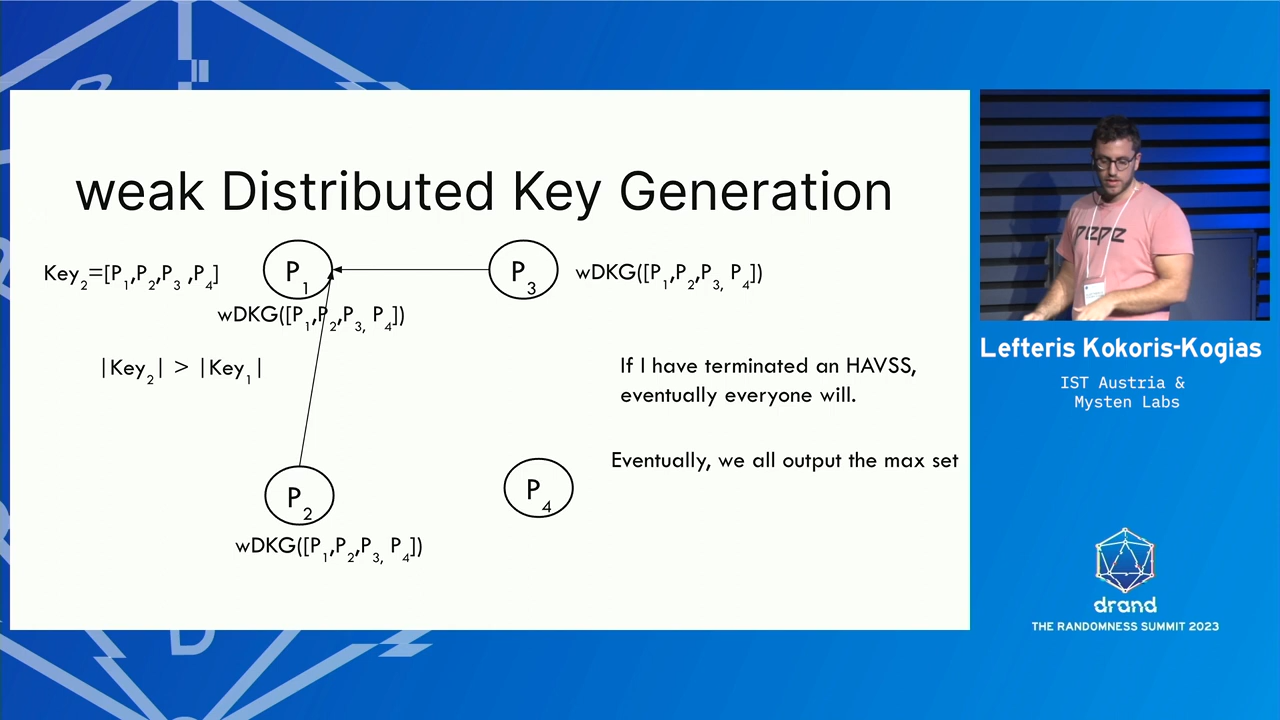 weak Distributed Key Generation
Key2=[P1,P2,P3 ,P4]
P1
P3
wDKG([P1,P2,P3, P4])
wDKG([P1,P2,P3, P4])
|Key2| > |Key1|
If I have terminated an HAVSS,
eventually everyone will.
Eventually, we all output the max set
P2
P4
wDKG([P1,P2,P3, P4])
pepe
Lefteris Kokoris-Kogias
IST Austria &
Mysten Labs
drand
THE RANDOMNESS SUMMIT 2023